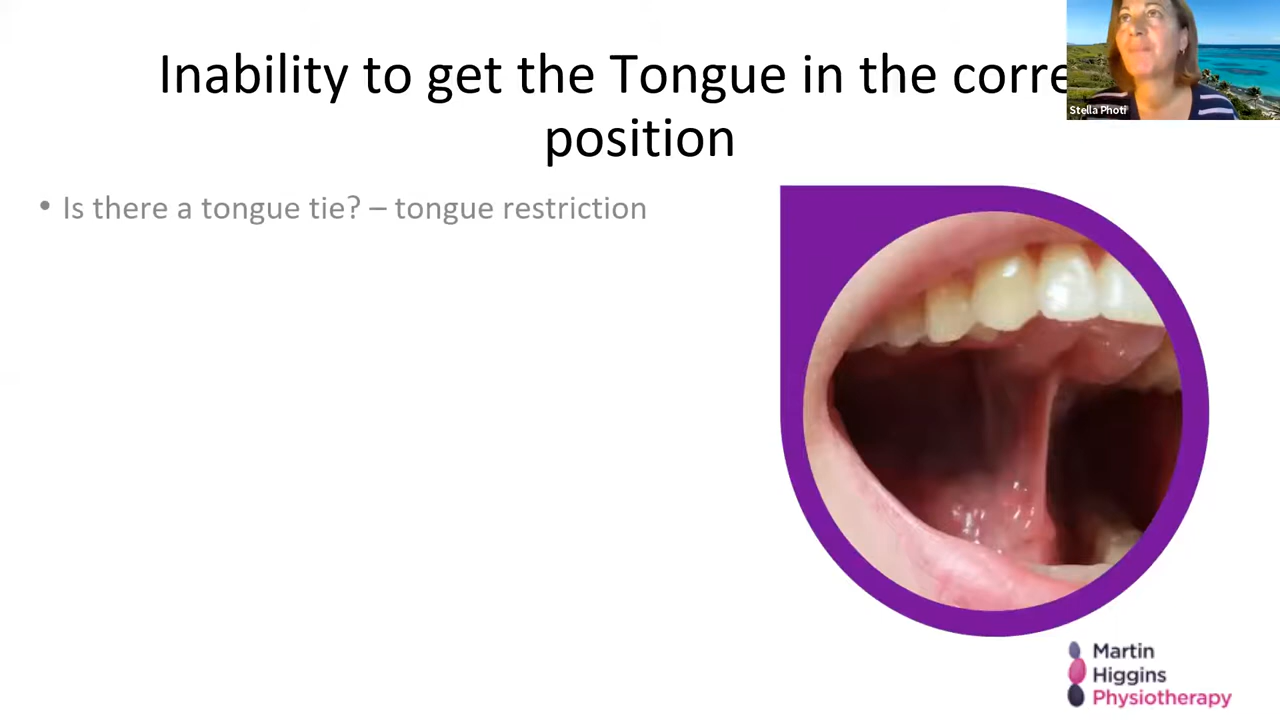 Inability to get the Tongue in the corre
position
Stella Photi
• Is there a tongue tie? – tongue restriction
Martin
Higgins
Physiotherapy